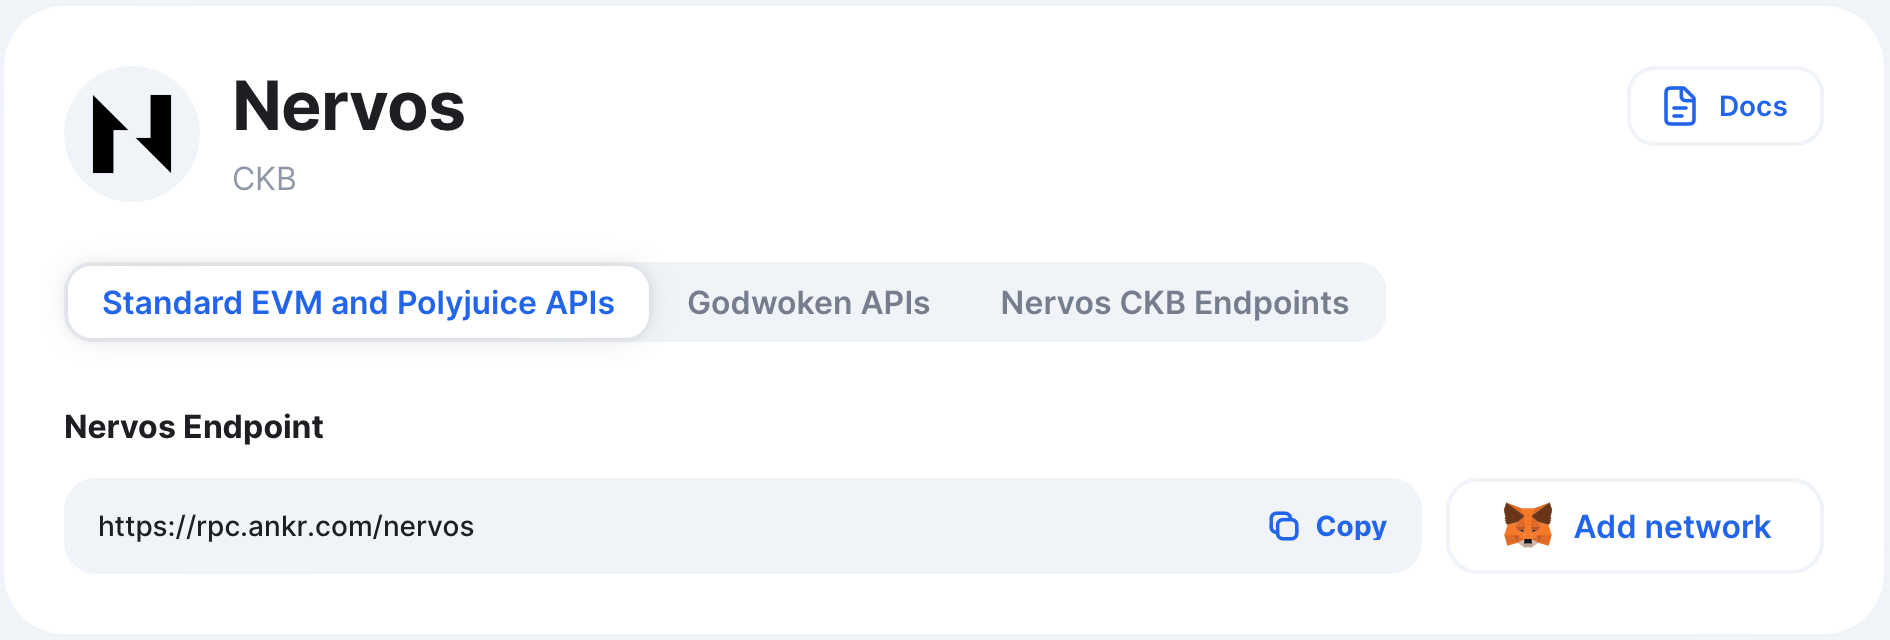 Nervos
CKB
Docs
Standard EVM and Polyjuice APIs Godwoken APIs Nervos CKB Endpoints
Nervos Endpoint
https://rpc.ankr.com/nervos Copy Add network